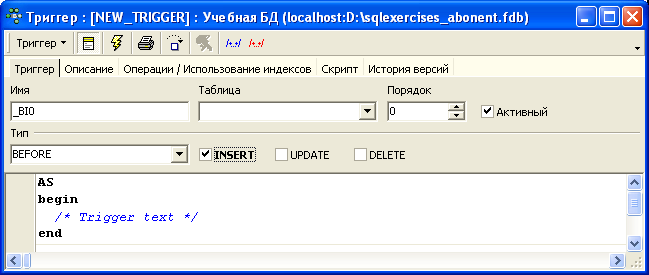 Триггер : [NEW_TRIGGER] : Учебная БД (localhost:D:\sqlexercises_abonent.fdb)
Триггер
Триггер Описание Операции / Использование индексов Скрипт История версий
Имя Таблица Порядок
_BI0 0 Активный
Тип
BEFORE INSERT UPDATE DELETE
AS
begin
/* Trigger text */
end